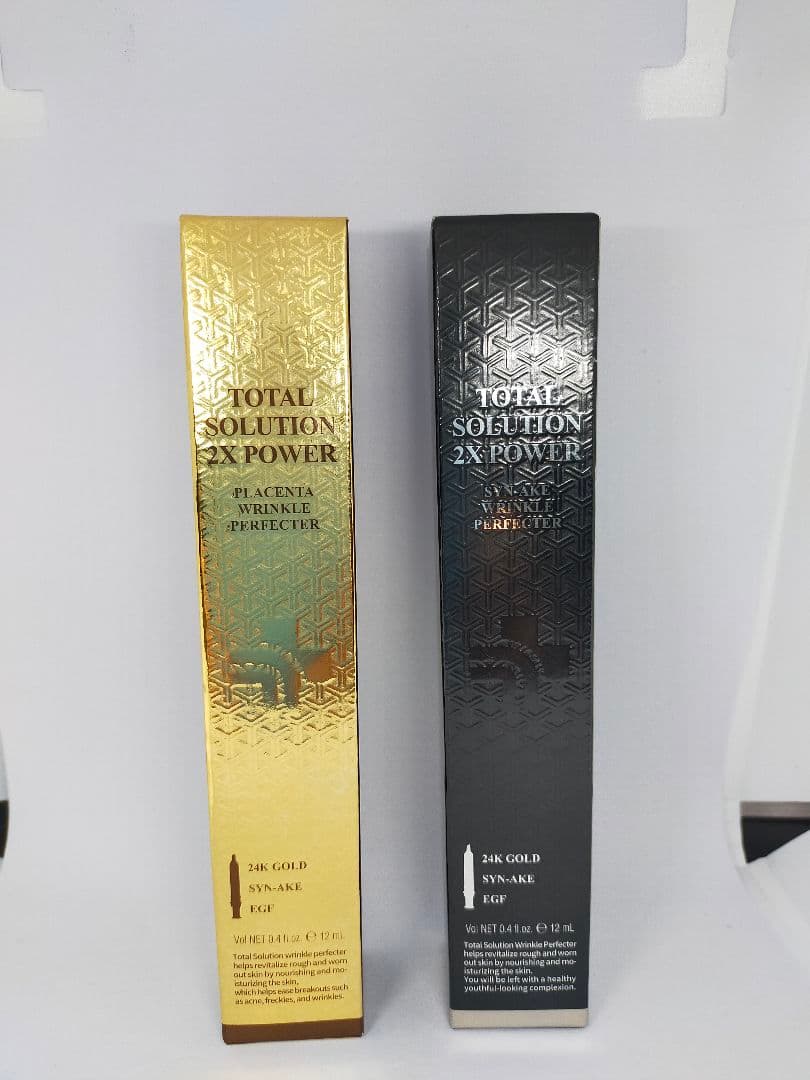 TOTAL
SOLUTION
2X POWER
PLACENTA
WRINKLE
PERFECTER
24K GOLD
SYN-AKE
EGF
Vol NET 0.4 fl.oz. ℮ 12 mL
Total Solution wrinkle perfecter
helps revitalize rough and worn
out skin by nourishing and mo-
isturizing the skin,
which helps ease breakouts such
as acne, freckles, and wrinkles.
TOTAL
SOLUTION
2X POWER
SYN-AKE
WRINKLE
PERFECTER
24K GOLD
SYN-AKE
EGF
Vol NET 0.4 fl.oz. ℮ 12 mL
Total Solution Wrinkle Perfecter
helps revitalize rough and worn
out skin by nourishing and mo-
isturizing the skin.
You will be left with a healthy
youthful-looking complexion.